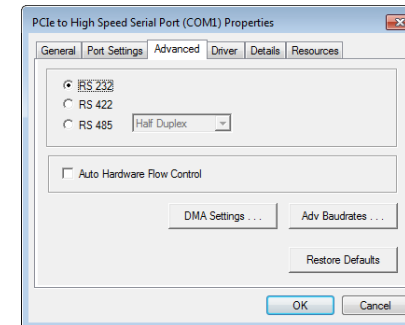 PCIe to High Speed Serial Port (COM1) Properties
General Port Settings Advanced Driver Details Resources
RS 232
RS 422
RS 485 Half Duplex
Auto Hardware Flow Control
DMA Settings . . . Adv Baudrates . . .
Restore Defaults
OK Cancel